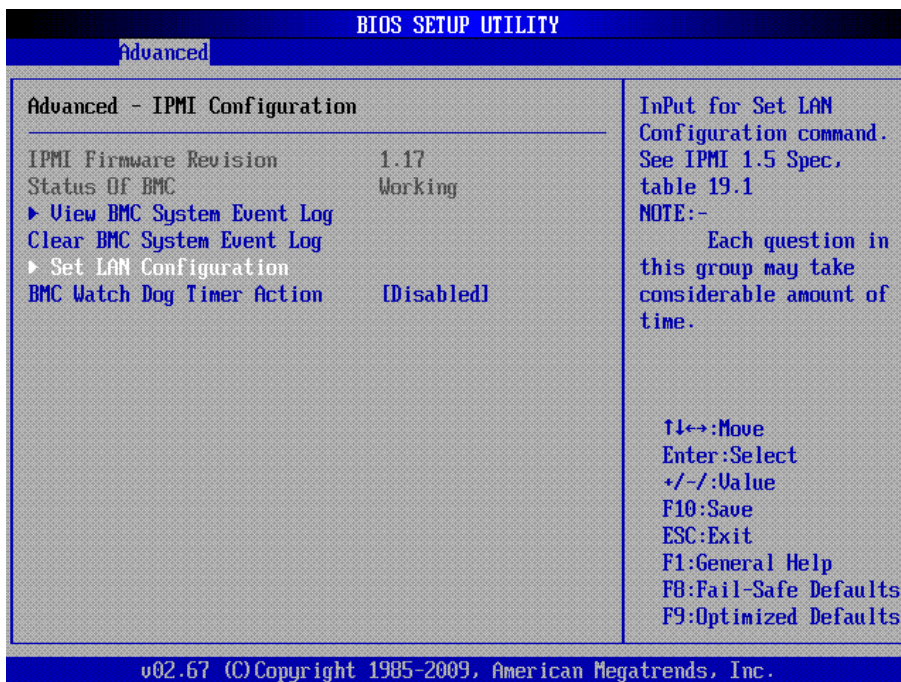 BIOS SETUP UTILITY
Advanced
Advanced - IPMI Configuration
IPMI Firmware Revision 1.17
Status Of BMC Working
▶ View BMC System Event Log
Clear BMC System Event Log
▶ Set LAN Configuration
BMC Watch Dog Timer Action [Disabled]
InPut for Set LAN
Configuration command.
See IPMI 1.5 Spec,
table 19.1
NOTE:-
Each question in
this group may take
considerable amount of
time.
↑↓←→:Move
Enter:Select
+/-/:Value
F10:Save
ESC:Exit
F1:General Help
F8:Fail-Safe Defaults
F9:Optimized Defaults
v02.67 (C)Copyright 1985-2009, American Megatrends, Inc.